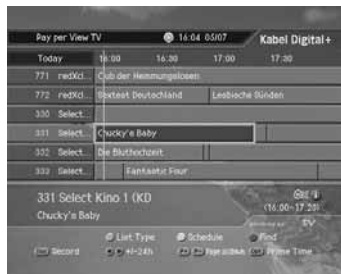 Pay per View TV 16:04 05/07 Kabel Digital+
Today 16:00 16:30 17:00 17:30
771 redXcl... Club der Hemmungslosen
772 redXcl... Sextest Deutschland Lesbische Sünden
330 Select...
331 Select... Chucky's Baby
332 Select... Die Bluthochzeit
333 Select... Fantastic Four
331 Select Kino 1 (KD
(16:00-17:25)
Chucky's Baby
TV
List Type Schedule Find
Record +/-24h Page Prime Time